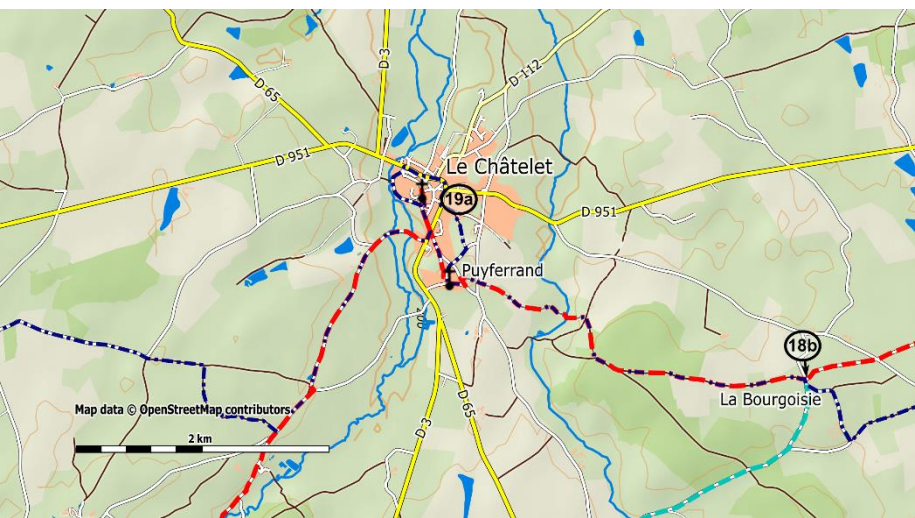 D 3
D 65
D 112
D 951
Le Châtelet
19a
D 951
Puyferrand
200
18b
La Bourgoisie
Map data © OpenStreetMap contributors
2 km
D 3
D 65